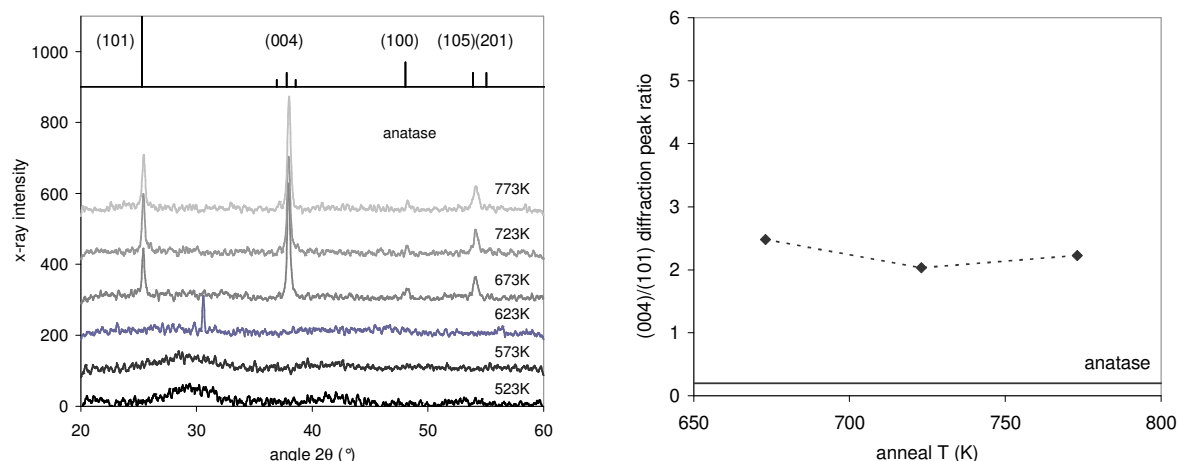 (101) (004) (100) (105)(201)
anatase
773K
723K
673K
623K
573K
523K
1000
800
600
400
200
0
20 30 40 50 60
x-ray intensity
angle 2θ (°)
6
5
4
3
2
1
0
650 700 750 800
(004)/(101) diffraction peak ratio
anatase
anneal T (K)